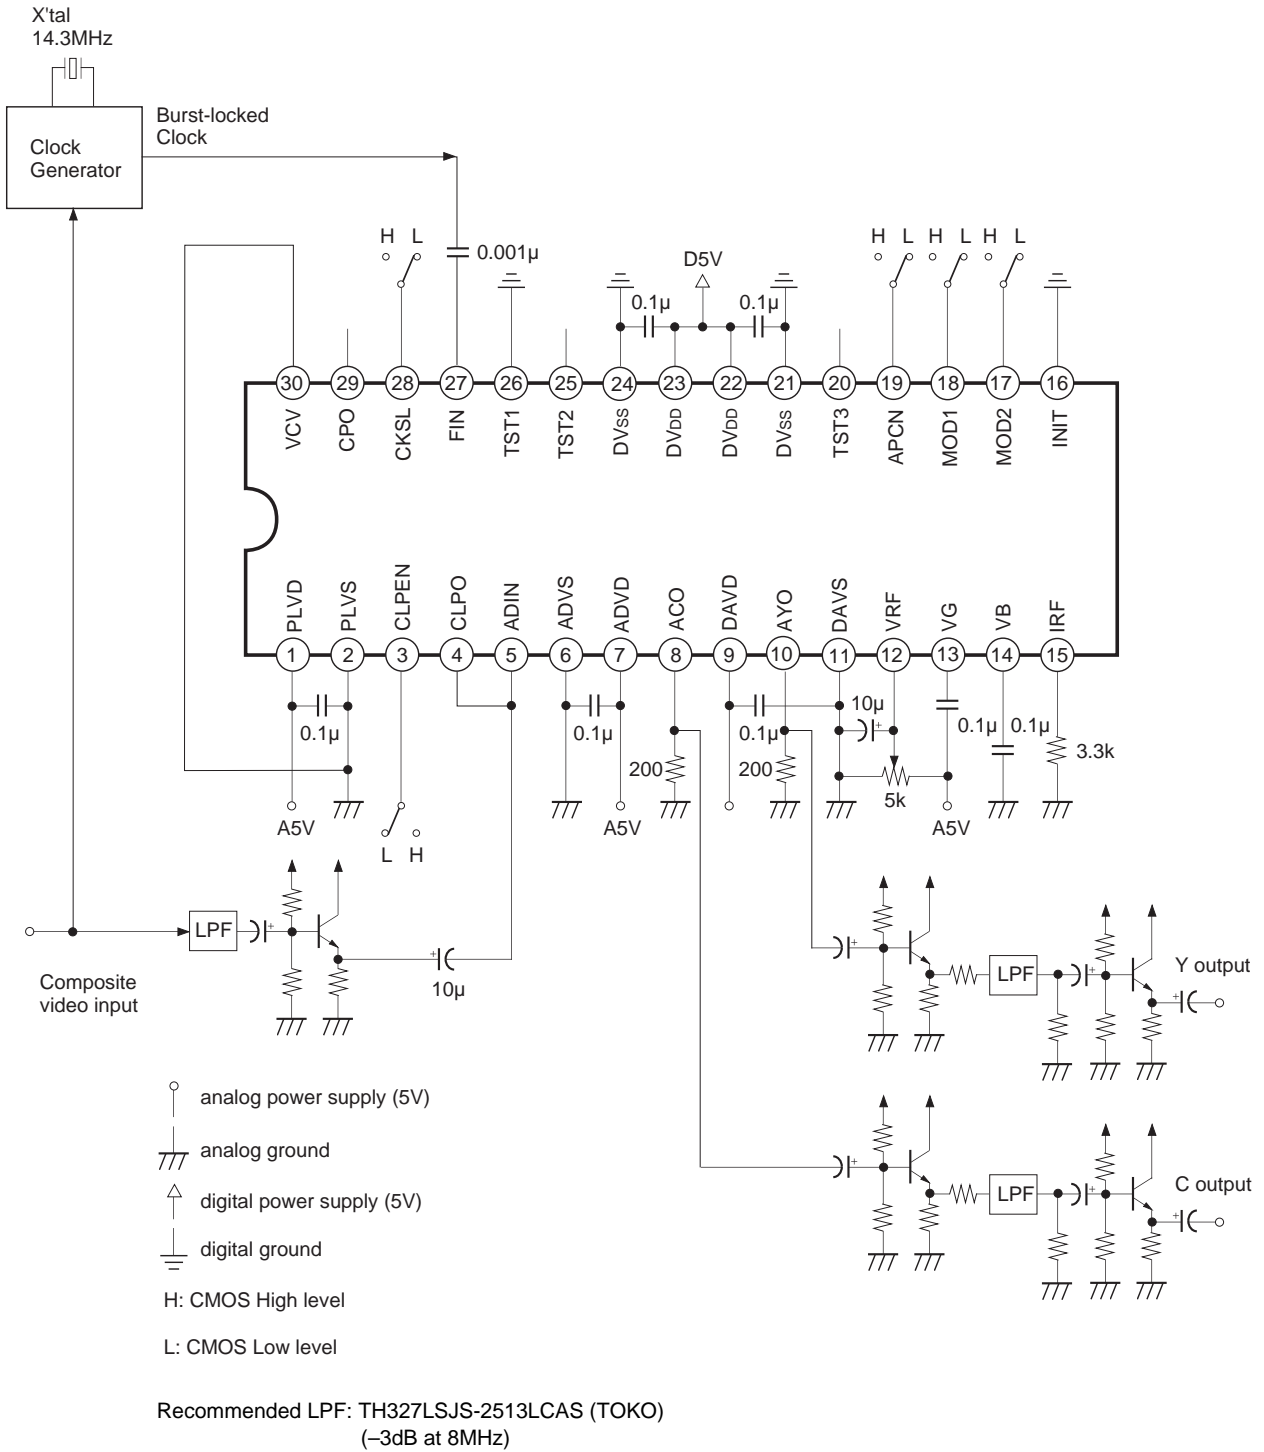 X'tal
14.3MHz
Burst-locked
Clock
Clock
Generator
H L
0.001μ
D5V
0.1μ
0.1μ
H L H L H L
30 29 28 27 26 25 24 23 22 21 20 19 18 17 16
VCV
CPO
CKSL
FIN
TST1
TST2
DVSS
DVDD
DVDD
DVSS
TST3
APCN
MOD1
MOD2
INIT
PLVD
PLVS
CLPEN
CLPO
ADIN
ADVS
ADVD
ACO
DAVD
AYO
DAVS
VRF
VG
VB
IRF
1 2 3 4 5 6 7 8 9 10 11 12 13 14 15
0.1μ
0.1μ
0.1μ
10μ
0.1μ
0.1μ
3.3k
200
200
5k
A5V
A5V
A5V
L H
LPF
+
+
10μ
Composite
video input
+
+
LPF
+
+
Y output
+
LPF
+
+
C output
analog power supply (5V)
analog ground
digital power supply (5V)
digital ground
H: CMOS High level
L: CMOS Low level
Recommended LPF: TH327LSJS-2513LCAS (TOKO)
(–3dB at 8MHz)